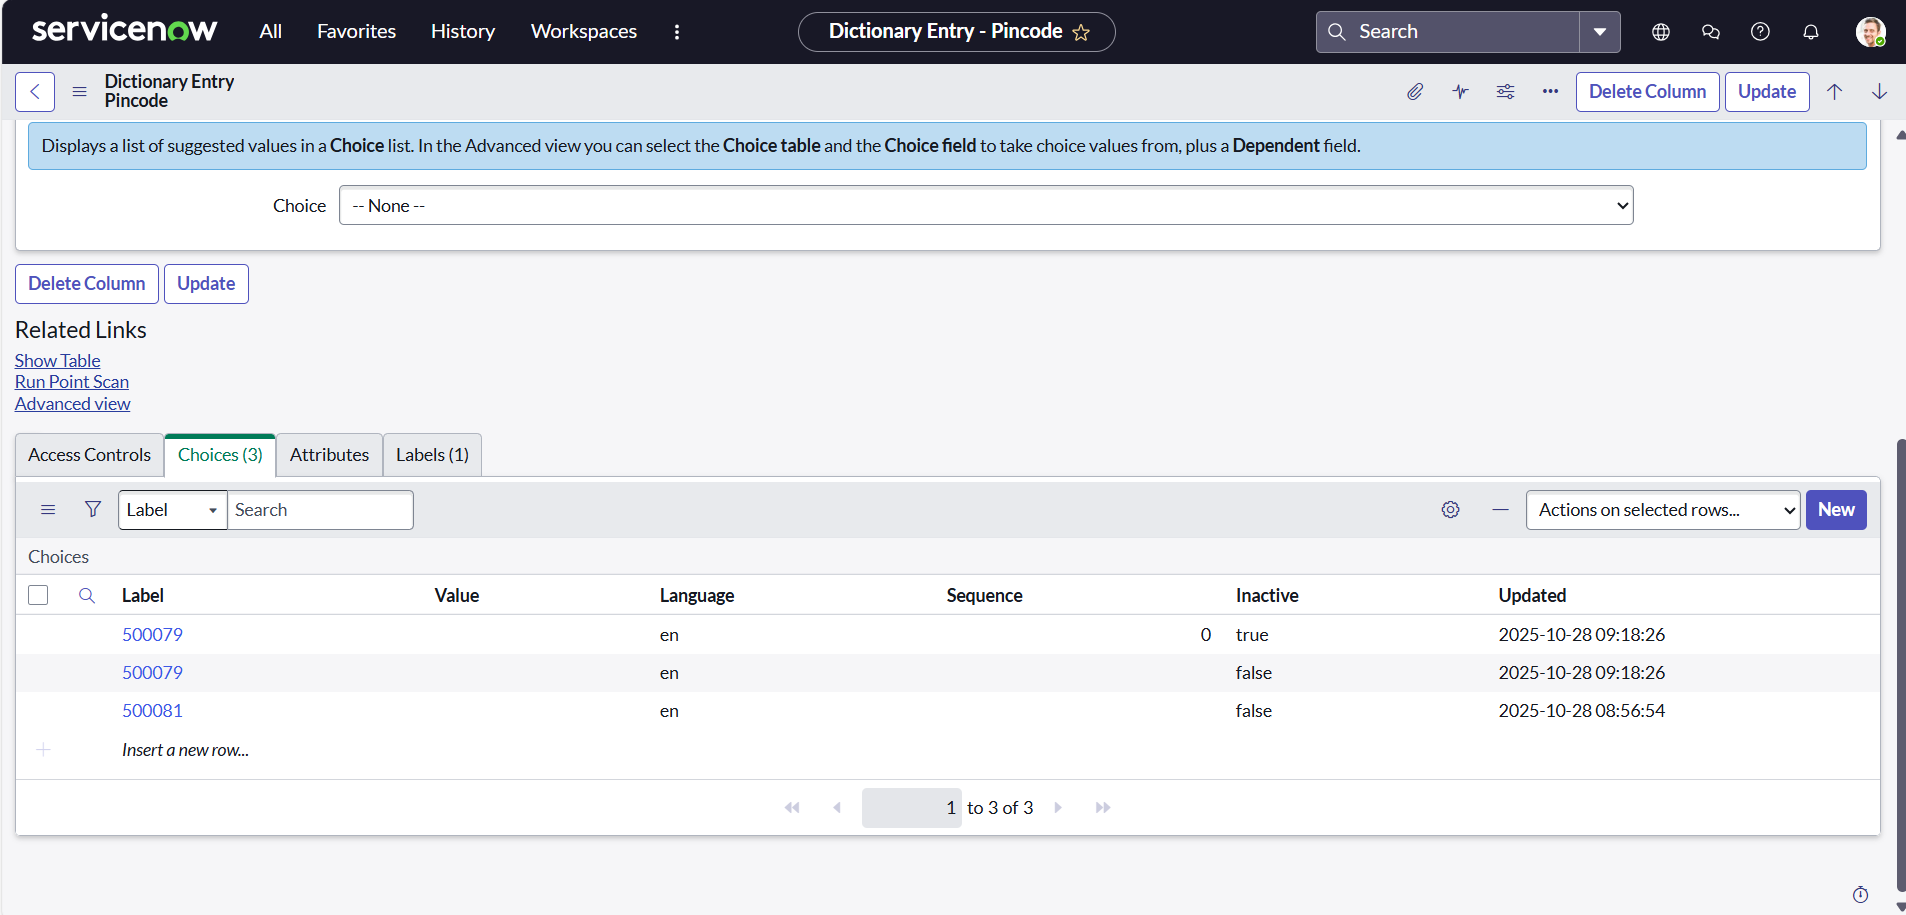 servicenow All Favorites History Workspaces Dictionary Entry - Pincode Search
Dictionary Entry
Pincode
Delete Column Update
Displays a list of suggested values in a Choice list. In the Advanced view you can select the Choice table and the Choice field to take choice values from, plus a Dependent field.
Choice -- None --
Delete Column Update
Related Links
Show Table
Run Point Scan
Advanced view
Access Controls Choices (3) Attributes Labels (1)
Label Search Actions on selected rows... New
Choices
Label Value Language Sequence Inactive Updated
500079 en 0 true 2025-10-28 09:18:26
500079 en false 2025-10-28 09:18:26
500081 en false 2025-10-28 08:56:54
Insert a new row...
1 to 3 of 3